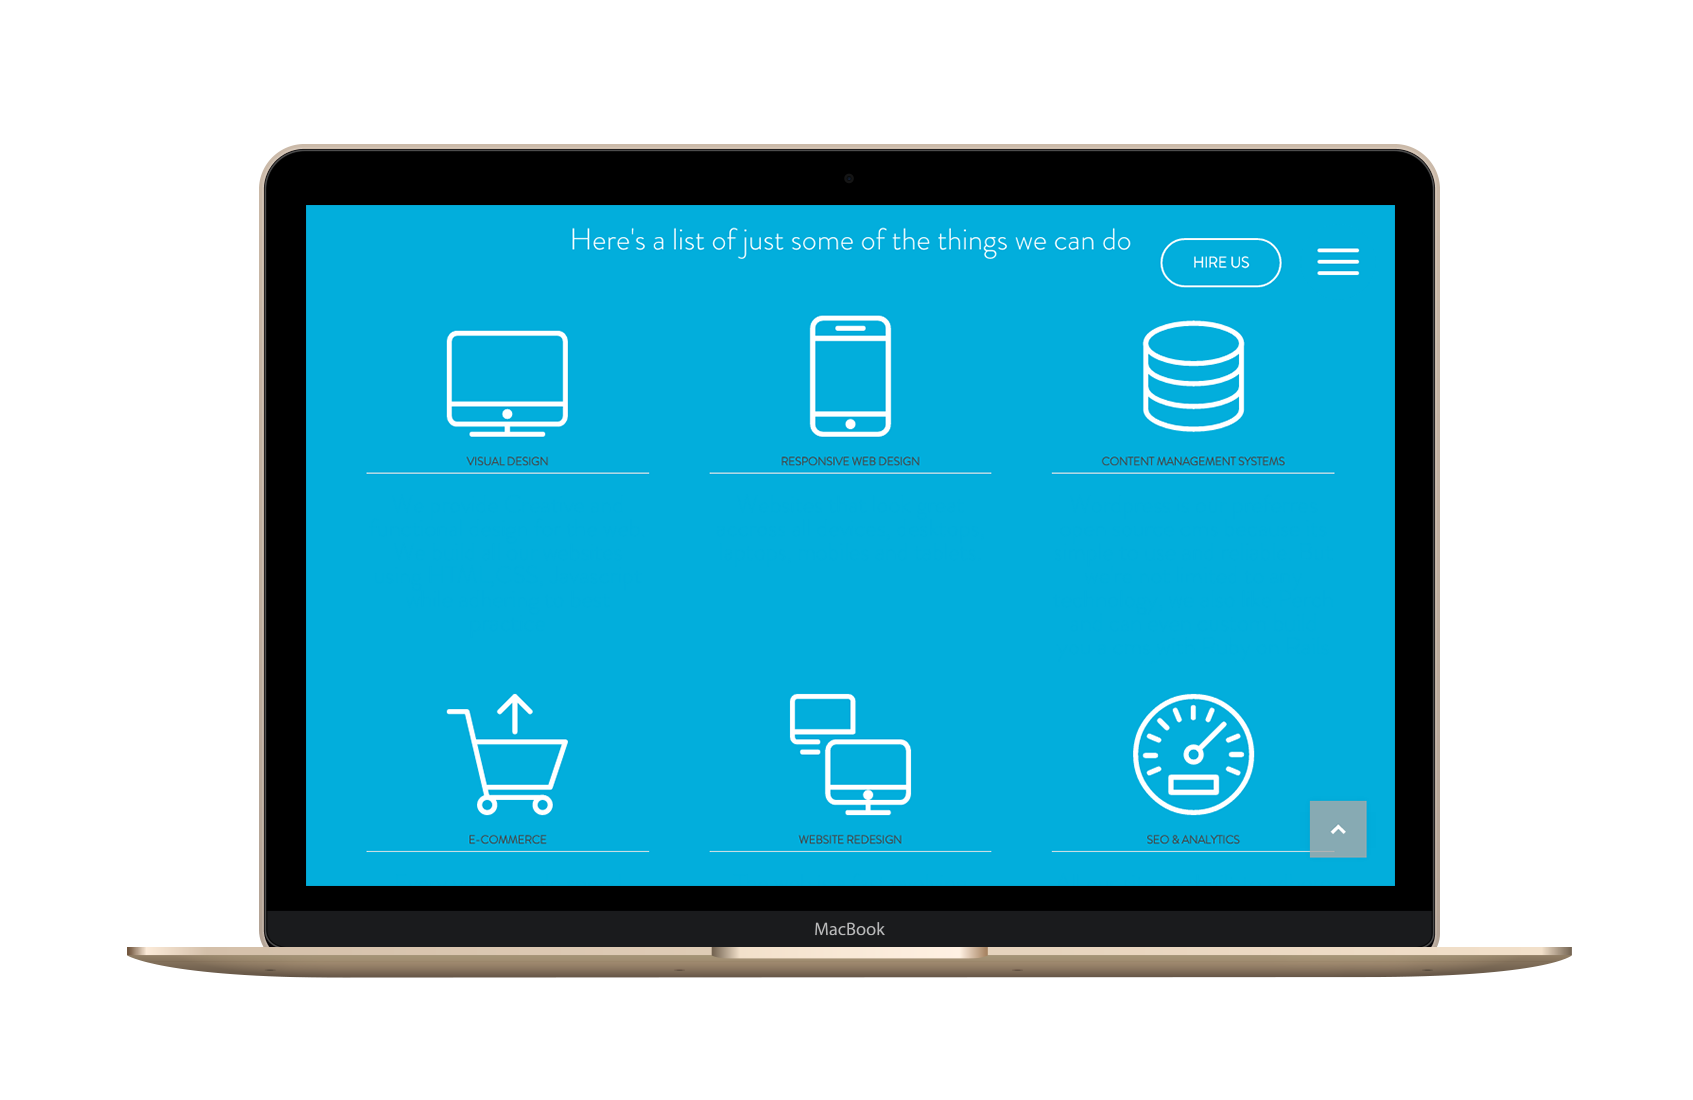 Here's a list of just some of the things we can do
HIRE US
VISUAL DESIGN
RESPONSIVE WEB DESIGN
CONTENT MANAGEMENT SYSTEMS
E-COMMERCE
WEBSITE REDESIGN
SEO & ANALYTICS
MacBook